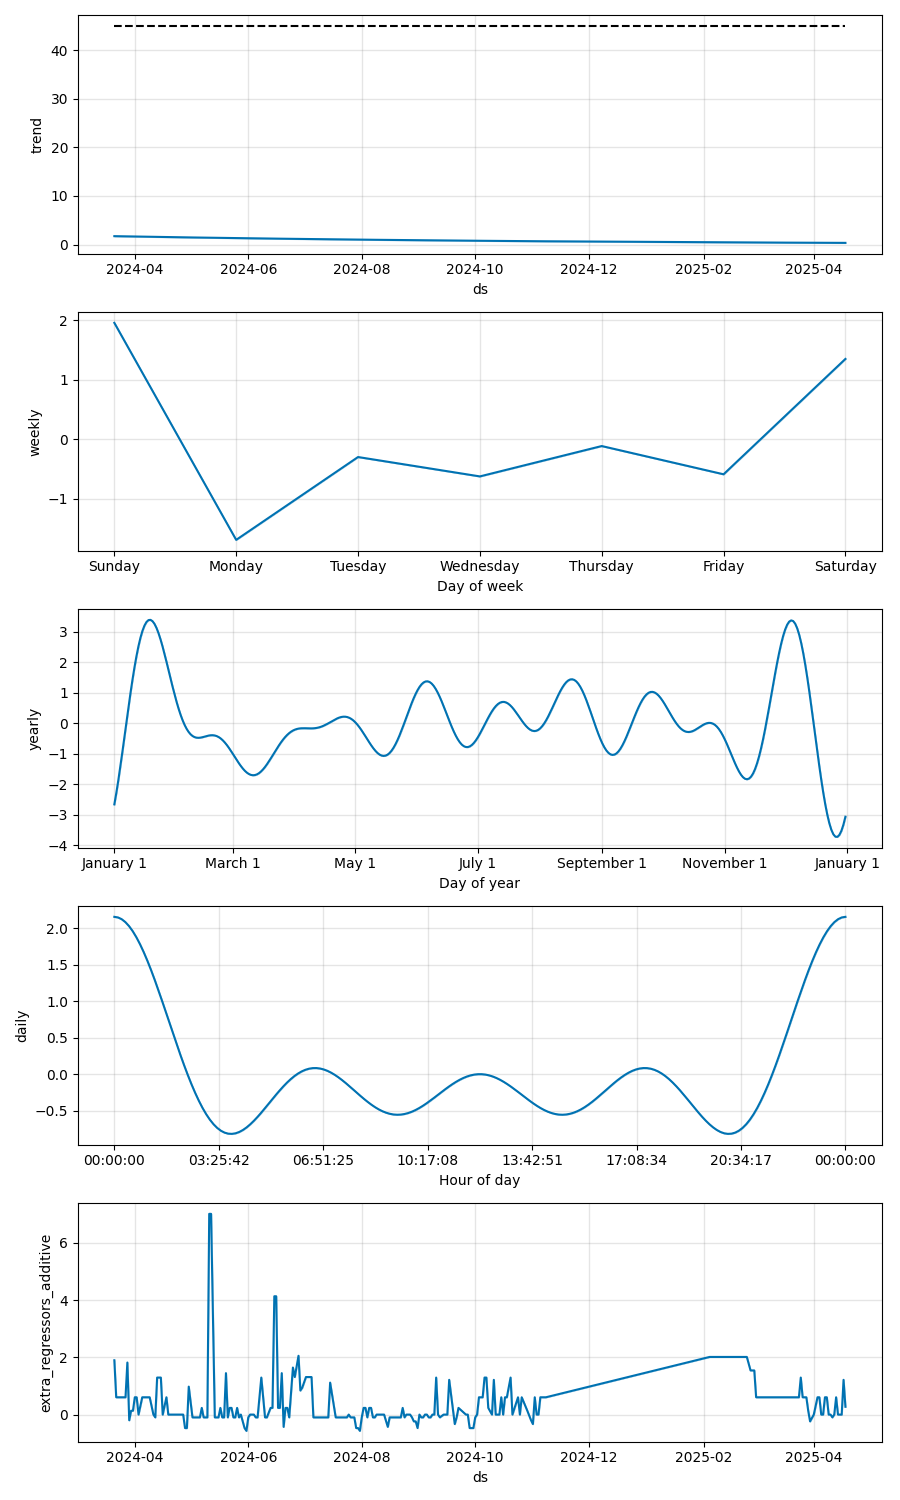 40
30
20
10
0
trend
2024-04 2024-06 2024-08 2024-10 2024-12 2025-02 2025-04
ds
2
1
0
−1
weekly
Sunday Monday Tuesday Wednesday Thursday Friday Saturday
Day of week
3
2
1
0
−1
−2
−3
−4
yearly
January 1 March 1 May 1 July 1 September 1 November 1 January 1
Day of year
2.0
1.5
1.0
0.5
0.0
−0.5
daily
00:00:00 03:25:42 06:51:25 10:17:08 13:42:51 17:08:34 20:34:17 00:00:00
Hour of day
6
4
2
0
extra_regressors_additive
2024-04 2024-06 2024-08 2024-10 2024-12 2025-02 2025-04
ds